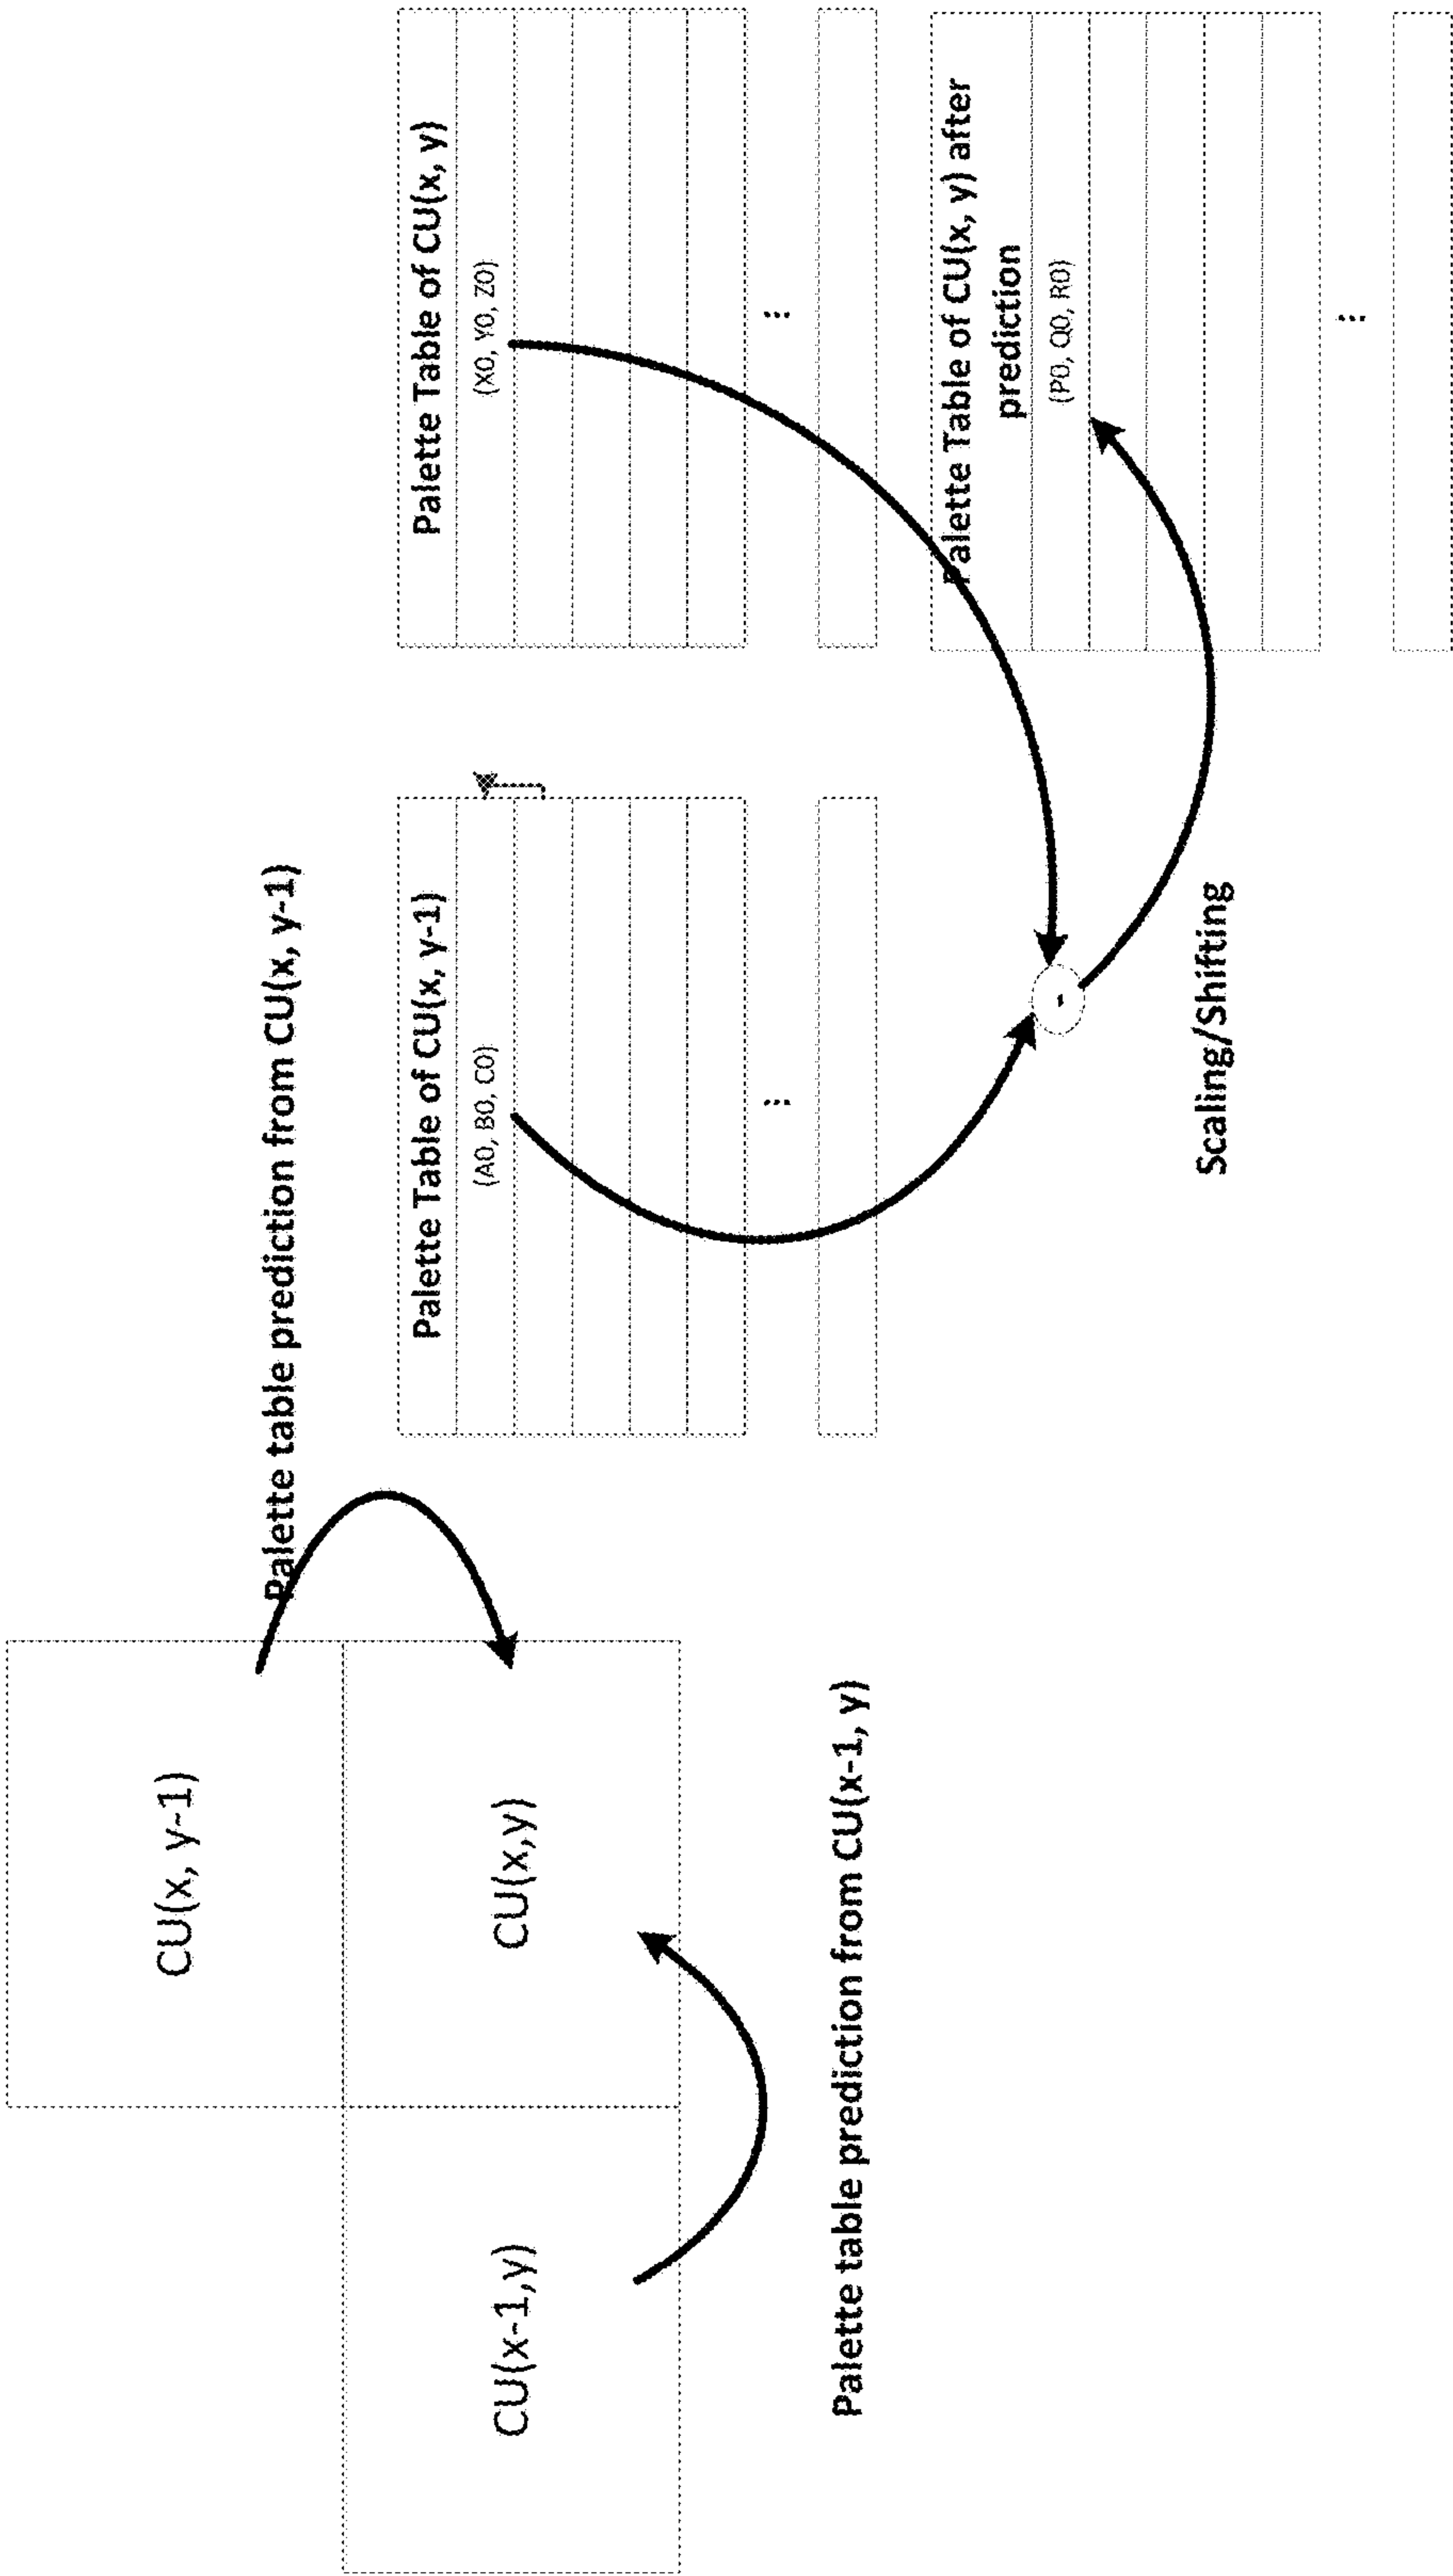 CU(x, y-1)
CU(x-1,y)
CU(x,y)
Palette table prediction from CU(x, y-1)
Palette table prediction from CU(x-1, y)
Palette Table of CU(x, y-1)
(A0, B0, C0)
...
Palette Table of CU(x, y)
(X0, Y0, Z0)
...
-
Scaling/Shifting
Palette Table of CU(x, y) after
prediction
(P0, Q0, R0)
...